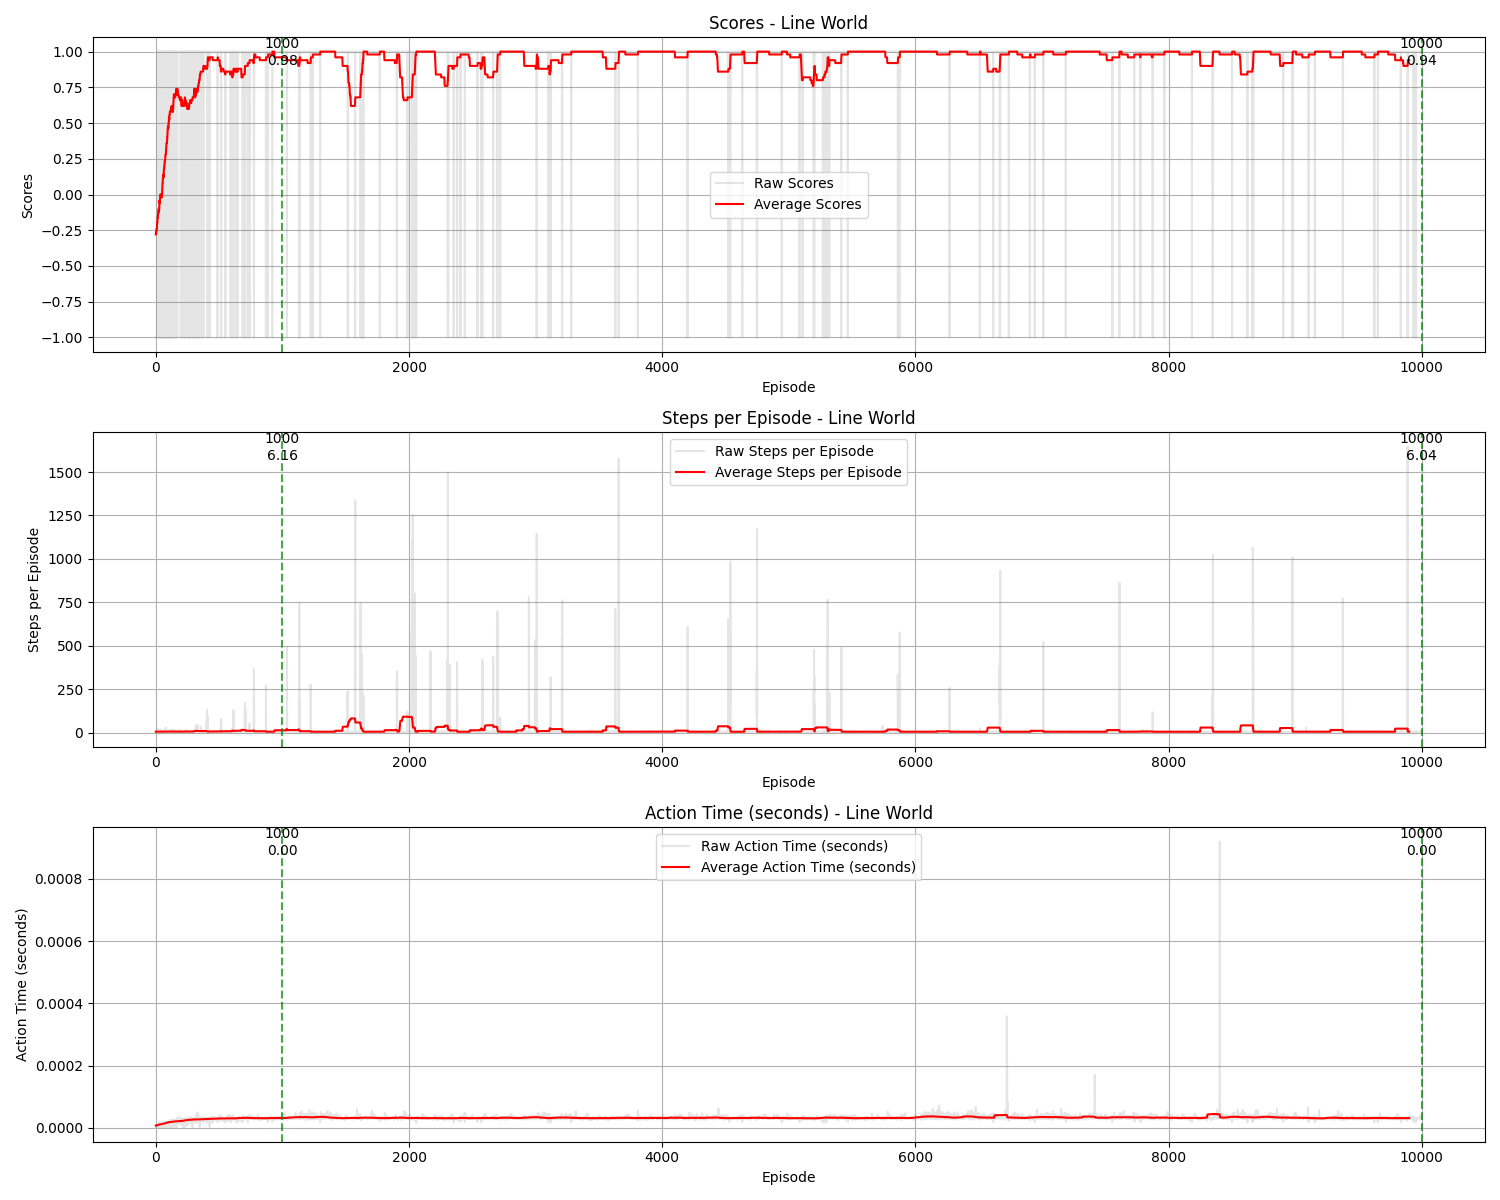 Scores - Line World
1.00
0.75
0.50
0.25
0.00
−0.25
−0.50
−0.75
−1.00
Scores
1000
0.98
10000
0.94
Raw Scores
Average Scores
0 2000 4000 6000 8000 10000
Episode
Steps per Episode - Line World
1500
1250
1000
750
500
250
0
Steps per Episode
1000
6.16
10000
6.04
Raw Steps per Episode
Average Steps per Episode
0 2000 4000 6000 8000 10000
Episode
Action Time (seconds) - Line World
0.0008
0.0006
0.0004
0.0002
0.0000
Action Time (seconds)
1000
0.00
10000
0.00
Raw Action Time (seconds)
Average Action Time (seconds)
0 2000 4000 6000 8000 10000
Episode